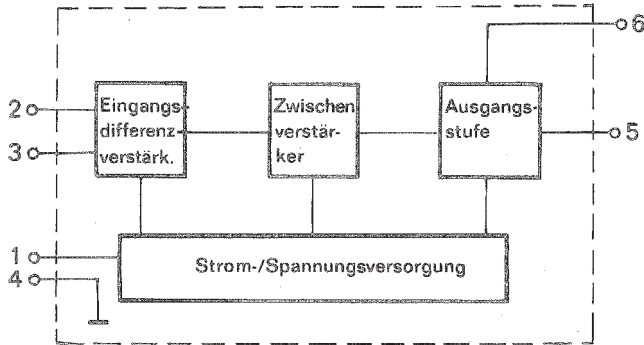 6
2
Eingangs-
differenz
verstärk.
Zwischen
verstär-
ker
Ausgangs-
stufe
5
3
1
Strom-/Spannungsversorgung
4